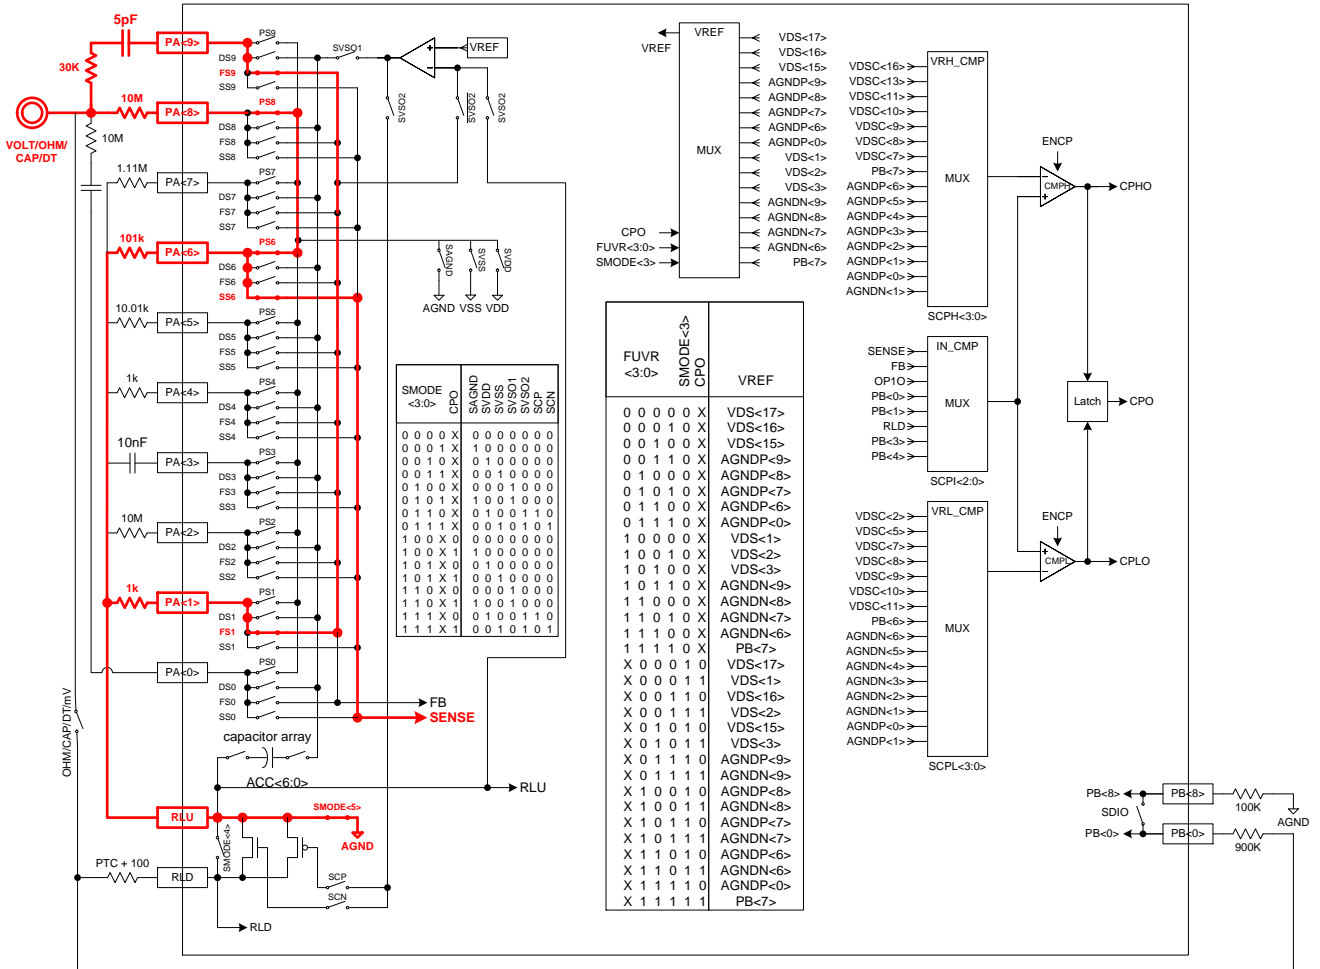 5pF
PA<9>
30K
10M
PA<8>
VOLT/OHM/
CAP/DT
10M
1.11M
PA<7>
101k
PA<6>
10.01k
PA<5>
1k
PA<4>
10nF
PA<3>
10M
PA<2>
1k
PA<1>
PA<0>
OHM/CAP/DT/mV
RLU
PTC + 100
RLD
PS9
DS9
FS9
SS9
PS8
DS8
FS8
SS8
PS7
DS7
FS7
SS7
PS6
DS6
FS6
SS6
PS5
DS5
FS5
SS5
PS4
DS4
FS4
SS4
PS3
DS3
FS3
SS3
PS2
DS2
FS2
SS2
PS1
DS1
FS1
SS1
PS0
DS0
FS0
SS0
SVSO1
VREF
SVSO2
SVSO2
SVSO2
SAGND
SVSS
SVDD
AGND VSS VDD
FB
SENSE
capacitor array
ACC<6:0>
RLU
SMODE<5>
AGND
SMODE<4>
SCP
SCN
RLD
SMODE <3:0> CPO SAGND SVDD SVSS SVSO1 SVSO2 SCP SCN
0 0 0 0 X 0 0 0 0 0 0 0
0 0 0 1 X 1 0 0 0 0 0 0
0 0 1 0 X 0 1 0 0 0 0 0
0 0 1 1 X 0 0 1 0 0 0 0
0 1 0 0 X 0 0 0 1 0 0 0
0 1 0 1 X 1 0 0 1 0 0 0
0 1 1 0 X 0 1 0 0 1 1 0
0 1 1 1 X 0 0 1 0 1 0 1
1 0 0 X 0 0 0 0 0 0 0 0
1 0 0 X 1 1 0 0 0 0 0 0
1 0 1 X 0 0 1 0 0 0 0 0
1 0 1 X 1 0 0 1 0 0 0 0
1 1 0 X 0 0 0 0 1 0 0 0
1 1 0 X 1 1 0 0 1 0 0 0
1 1 1 X 0 0 1 0 0 1 1 0
1 1 1 X 1 0 0 1 0 1 0 1
VREF
VREF
MUX
CPO
FUVR<3:0>
SMODE<3>
VDS<17>
VDS<16>
VDS<15>
AGNDP<9>
AGNDP<8>
AGNDP<7>
AGNDP<6>
AGNDP<0>
VDS<1>
VDS<2>
VDS<3>
AGNDN<9>
AGNDN<8>
AGNDN<7>
AGNDN<6>
PB<7>
FUVR <3:0> SMODE<3> CPO VREF
0 0 0 0 0 X VDS<17>
0 0 0 1 0 X VDS<16>
0 0 1 0 0 X VDS<15>
0 0 1 1 0 X AGNDP<9>
0 1 0 0 0 X AGNDP<8>
0 1 0 1 0 X AGNDP<7>
0 1 1 0 0 X AGNDP<6>
0 1 1 1 0 X AGNDP<0>
1 0 0 0 0 X VDS<1>
1 0 0 1 0 X VDS<2>
1 0 1 0 0 X VDS<3>
1 0 1 1 0 X AGNDN<9>
1 1 0 0 0 X AGNDN<8>
1 1 0 1 0 X AGNDN<7>
1 1 1 0 0 X AGNDN<6>
1 1 1 1 0 X PB<7>
X 0 0 0 1 0 VDS<17>
X 0 0 0 1 1 VDS<1>
X 0 0 1 1 0 VDS<16>
X 0 0 1 1 1 VDS<2>
X 0 1 0 1 0 VDS<15>
X 0 1 0 1 1 VDS<3>
X 0 1 1 1 0 AGNDP<9>
X 0 1 1 1 1 AGNDN<9>
X 1 0 0 1 0 AGNDP<8>
X 1 0 0 1 1 AGNDN<8>
X 1 0 1 1 0 AGNDP<7>
X 1 0 1 1 1 AGNDN<7>
X 1 1 0 1 0 AGNDP<6>
X 1 1 0 1 1 AGNDN<6>
X 1 1 1 1 0 AGNDP<0>
X 1 1 1 1 1 PB<7>
VRH_CMP
VDSC<16>
VDSC<13>
VDSC<11>
VDSC<10>
VDSC<9>
VDSC<8>
VDSC<7>
PB<7>
AGNDP<6>
AGNDP<5>
AGNDP<4>
AGNDP<3>
AGNDP<2>
AGNDP<1>
AGNDP<0>
AGNDN<1>
MUX
SCPH<3:0>
IN_CMP
SENSE
FB
OP1O
PB<0>
PB<1>
RLD
PB<3>
PB<4>
MUX
SCPI<2:0>
VRL_CMP
VDSC<2>
VDSC<5>
VDSC<7>
VDSC<8>
VDSC<9>
VDSC<10>
VDSC<11>
PB<6>
AGNDN<6>
AGNDN<5>
AGNDN<4>
AGNDN<3>
AGNDN<2>
AGNDN<1>
AGNDP<0>
AGNDP<1>
MUX
SCPL<3:0>
ENCP
CMPH
CPHO
Latch
CPO
ENCP
CMPL
CPLO
PB<8>
SDIO
PB<0>
PB<8>
100K
AGND
PB<0>
900K